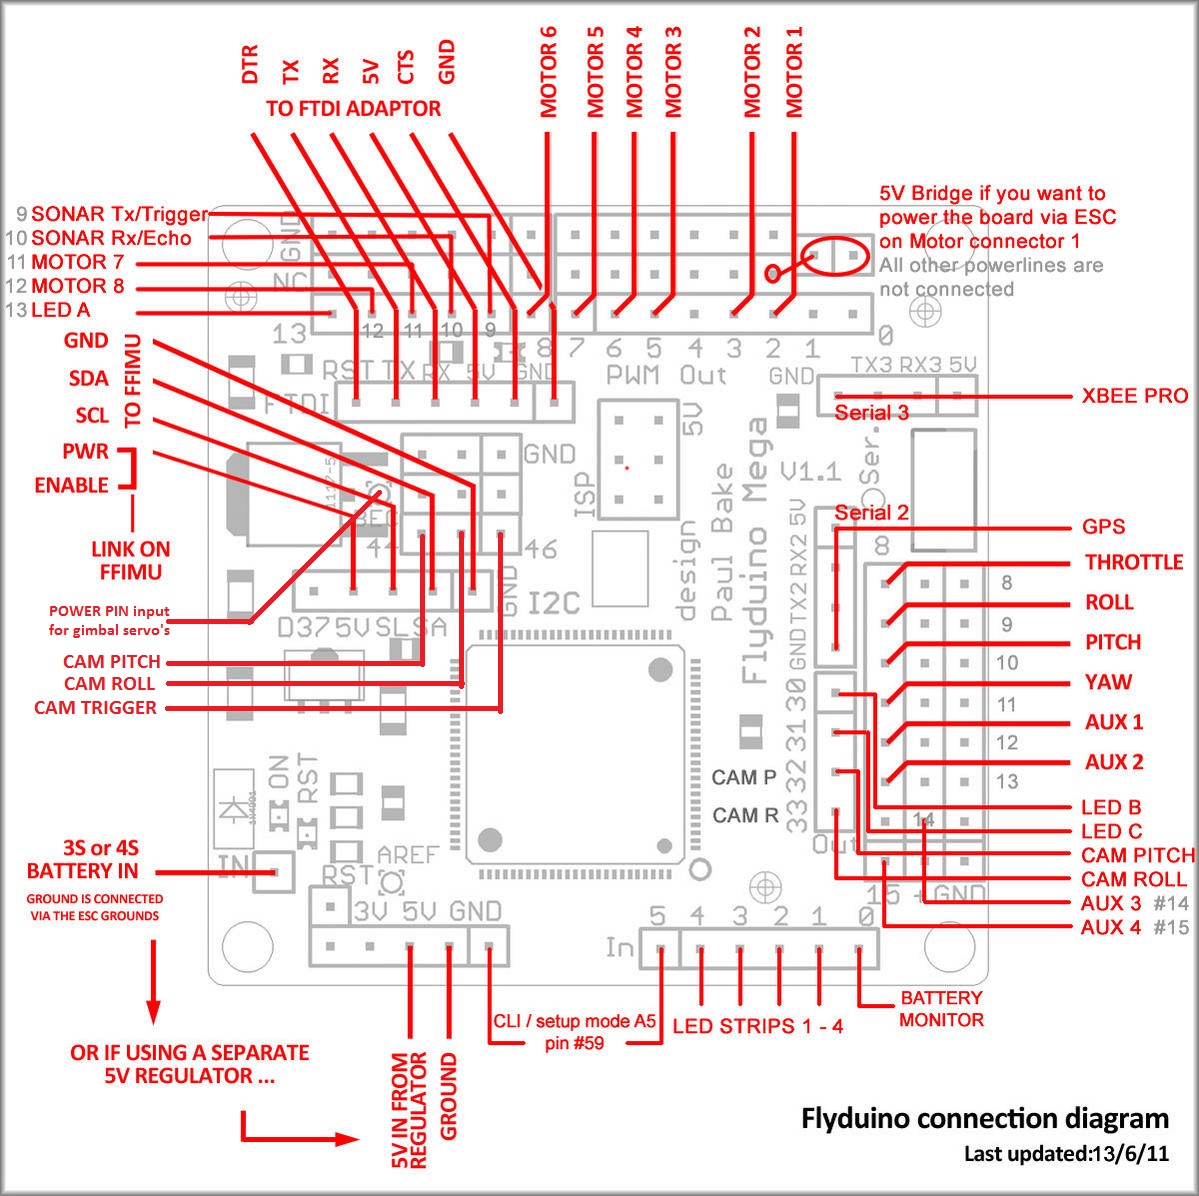 DTR
TX
RX
5V
CTS
GND
TO FTDI ADAPTOR
MOTOR 6
MOTOR 5
MOTOR 4
MOTOR 3
MOTOR 2
MOTOR 1
5V Bridge if you want to
power the board via ESC
on Motor connector 1
All other powerlines are
not connected
9 SONAR Tx/Trigger
10 SONAR Rx/Echo
11 MOTOR 7
12 MOTOR 8
13 LED A
GND
NC
13
12
11
10
9
8
7
6
5
4
3
2
1
0
PWM Out
GND
TX3 RX3 5V
RST TX RX 5V GND
FTDI
GND
SDA
SCL
PWR
ENABLE
TO FFIMU
LINK ON
FFIMU
XBEE PRO
Serial 3
Ser.
5V
ISP
GND
1117-5
BEC
44
46
V1.1
Flyduino Mega
Paul Bake
design
Serial 2
GPS
GNDTX2 RX2 5V
8
THROTTLE
8
ROLL
9
PITCH
10
YAW
11
AUX 1
12
AUX 2
13
POWER PIN input
for gimbal servo's
D375VSLSA
GND
I2C
CAM PITCH
CAM ROLL
CAM TRIGGER
30
31
32
33
CAM P
CAM R
Out
14
15 + GND
LED B
LED C
CAM PITCH
CAM ROLL
AUX 3 #14
AUX 4 #15
ON
RST
3S or 4S
BATTERY IN
IN
GROUND IS CONNECTED
VIA THE ESC GROUNDS
AREF
RST
3V 5V GND
In
5
4
3
2
1
0
BATTERY
MONITOR
CLI / setup mode A5
pin #59
LED STRIPS 1 - 4
OR IF USING A SEPARATE
5V REGULATOR ...
5V IN FROM
REGULATOR
GROUND
Flyduino connection diagram
Last updated:13/6/11